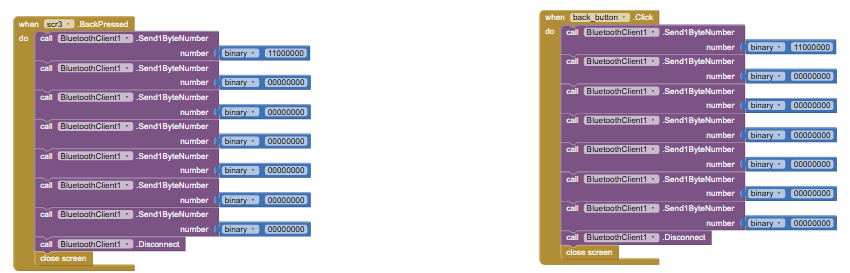 when scr3 .BackPressed
do call BluetoothClient1 .Send1ByteNumber
number binary 11000000
call BluetoothClient1 .Send1ByteNumber
number binary 00000000
call BluetoothClient1 .Send1ByteNumber
number binary 00000000
call BluetoothClient1 .Send1ByteNumber
number binary 00000000
call BluetoothClient1 .Send1ByteNumber
number binary 00000000
call BluetoothClient1 .Send1ByteNumber
number binary 00000000
call BluetoothClient1 .Send1ByteNumber
number binary 00000000
call BluetoothClient1 .Disconnect
close screen
when back_button .Click
do call BluetoothClient1 .Send1ByteNumber
number binary 11000000
call BluetoothClient1 .Send1ByteNumber
number binary 00000000
call BluetoothClient1 .Send1ByteNumber
number binary 00000000
call BluetoothClient1 .Send1ByteNumber
number binary 00000000
call BluetoothClient1 .Send1ByteNumber
number binary 00000000
call BluetoothClient1 .Send1ByteNumber
number binary 00000000
call BluetoothClient1 .Send1ByteNumber
number binary 00000000
call BluetoothClient1 .Disconnect
close screen